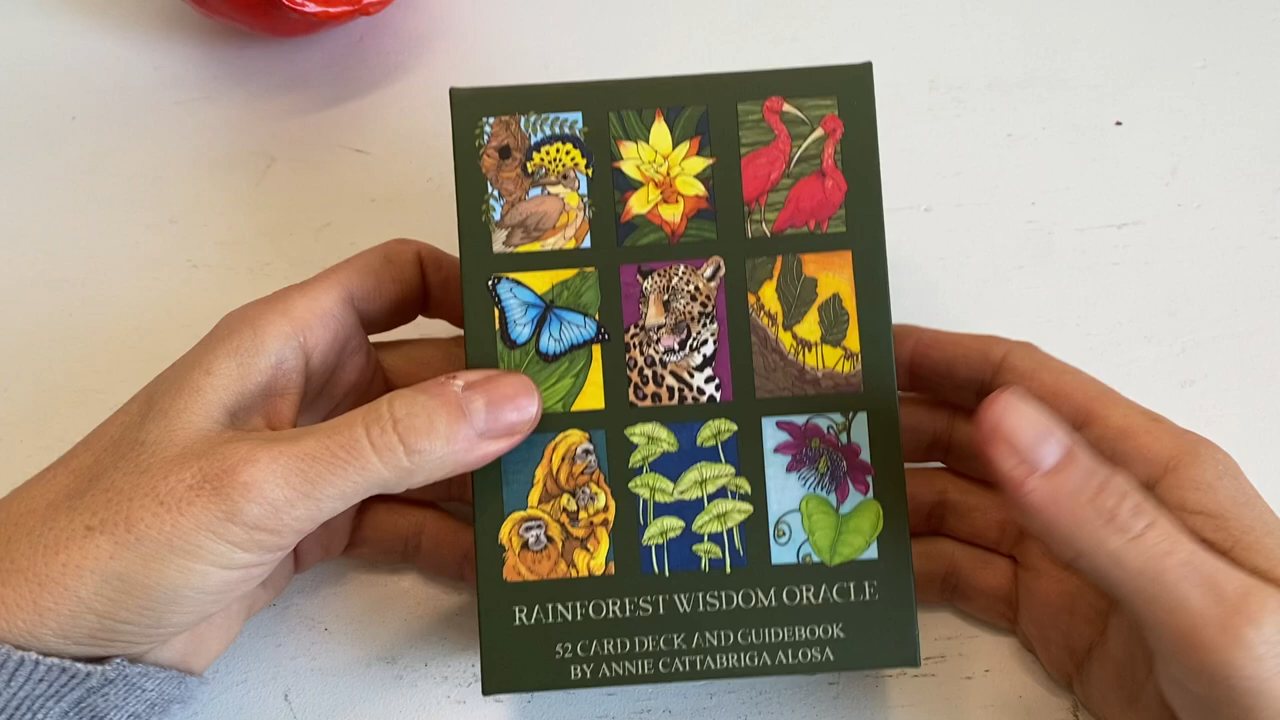 RAINFOREST WISDOM ORACLE
52 CARD DECK AND GUIDEBOOK
BY ANNIE CATTABRIGA ALOSA